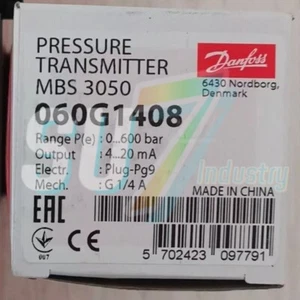 PRESSURE
TRANSMITTER
MBS 3050
Danfoss
6430 Nordborg,
Denmark
060G1408
Range P(e) : 0...600 bar
Output : 4...20 mA
Electr. : Plug-Pg9
Mech. : G 1/4 A
MADE IN CHINA
EAC
5 702423 097791
industry